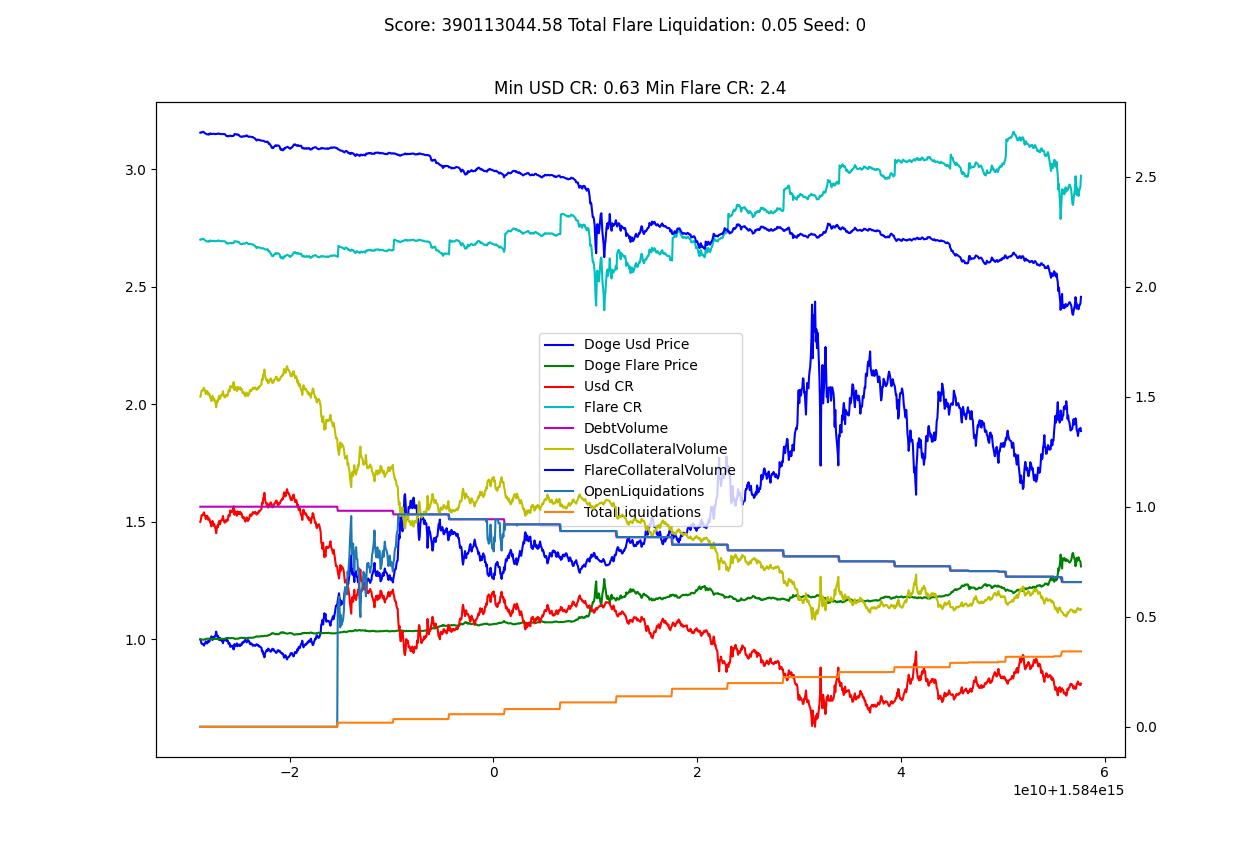 Score: 390113044.58 Total Flare Liquidation: 0.05 Seed: 0
Min USD CR: 0.63 Min Flare CR: 2.4
3.0
2.5
2.0
1.5
1.0
2.5
2.0
1.5
1.0
0.5
0.0
Doge Usd Price
Doge Flare Price
Usd CR
Flare CR
DebtVolume
UsdCollateralVolume
FlareCollateralVolume
OpenLiquidations
TotalLiquidations
−2 0 2 4 6
1e10+1.584e15